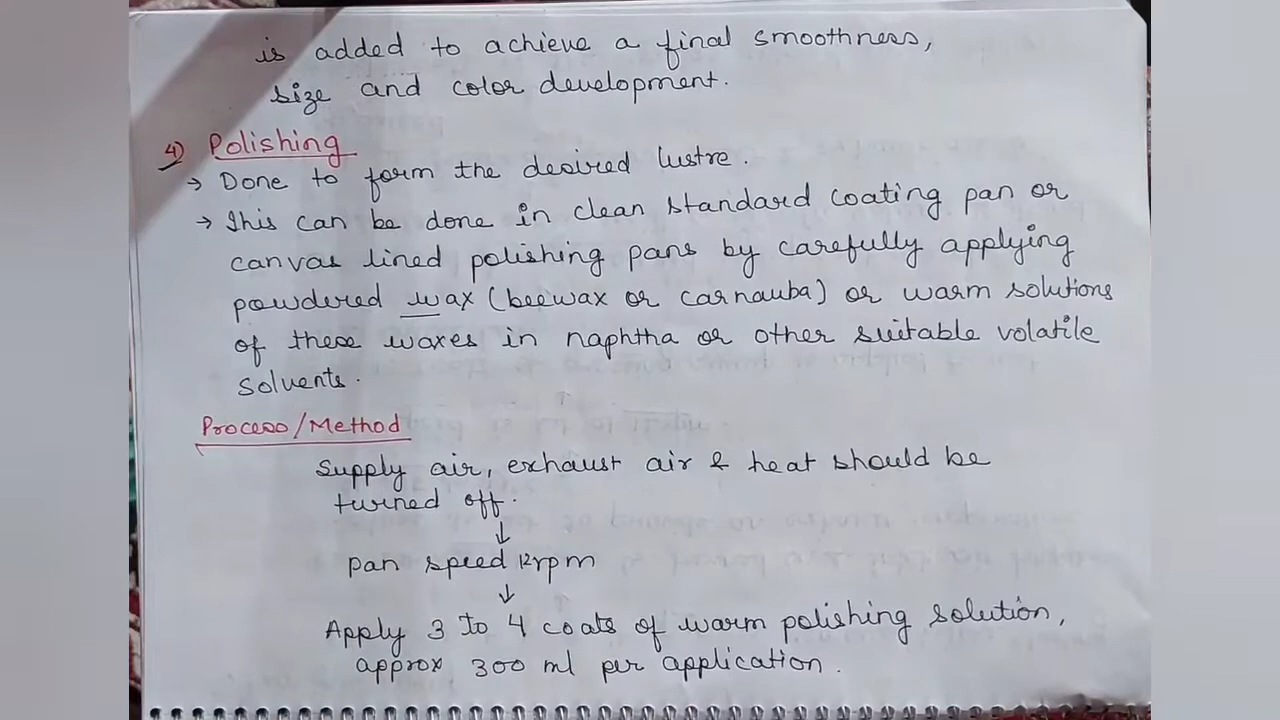 is added to achieve a final smoothness,
size and color development.
4) Polishing
→ Done to form the desired lustre.
→ This can be done in clean standard coating pan or
canvas lined polishing pans by carefully applying
powdered wax (beewax or carnauba) or warm solutions
of these waxes in naphtha or other suitable volatile
solvents.
Process/Method
Supply air, exhaust air & heat should be
turned off.
↓
pan speed 12rpm
↓
Apply 3 to 4 coats of warm polishing solution,
approx 300 ml per application.